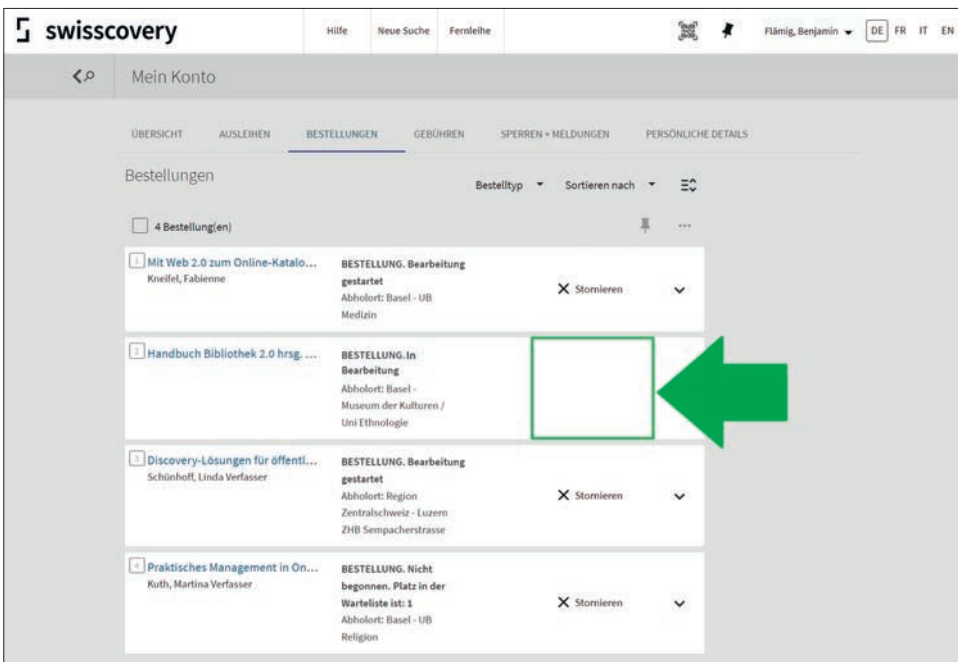 swisscovery
Hilfe
Neue Suche
Fernleihe
Flämig, Benjamin
DE FR IT EN
Mein Konto
ÜBERSICHT
AUSLEIHEN
BESTELLUNGEN
GEBÜHREN
SPERREN + MELDUNGEN
PERSÖNLICHE DETAILS
Bestellungen
Bestelltyp
Sortieren nach
4 Bestellung(en)
1
Mit Web 2.0 zum Online-Katalo...
Kneifel, Fabienne
BESTELLUNG. Bearbeitung
gestartet
Abholort: Basel - UB
Medizin
Stornieren
2
Handbuch Bibliothek 2.0 hrsg. ...
BESTELLUNG.In
Bearbeitung
Abholort: Basel -
Museum der Kulturen /
Uni Ethnologie
3
Discovery-Lösungen für öffentl...
Schünhoff, Linda Verfasser
BESTELLUNG. Bearbeitung
gestartet
Abholort: Region
Zentralschweiz - Luzern
ZHB Sempacherstrasse
Stornieren
4
Praktisches Management in On...
Kuth, Martina Verfasser
BESTELLUNG. Nicht
begonnen. Platz in der
Warteliste ist: 1
Abholort: Basel - UB
Religion
Stornieren